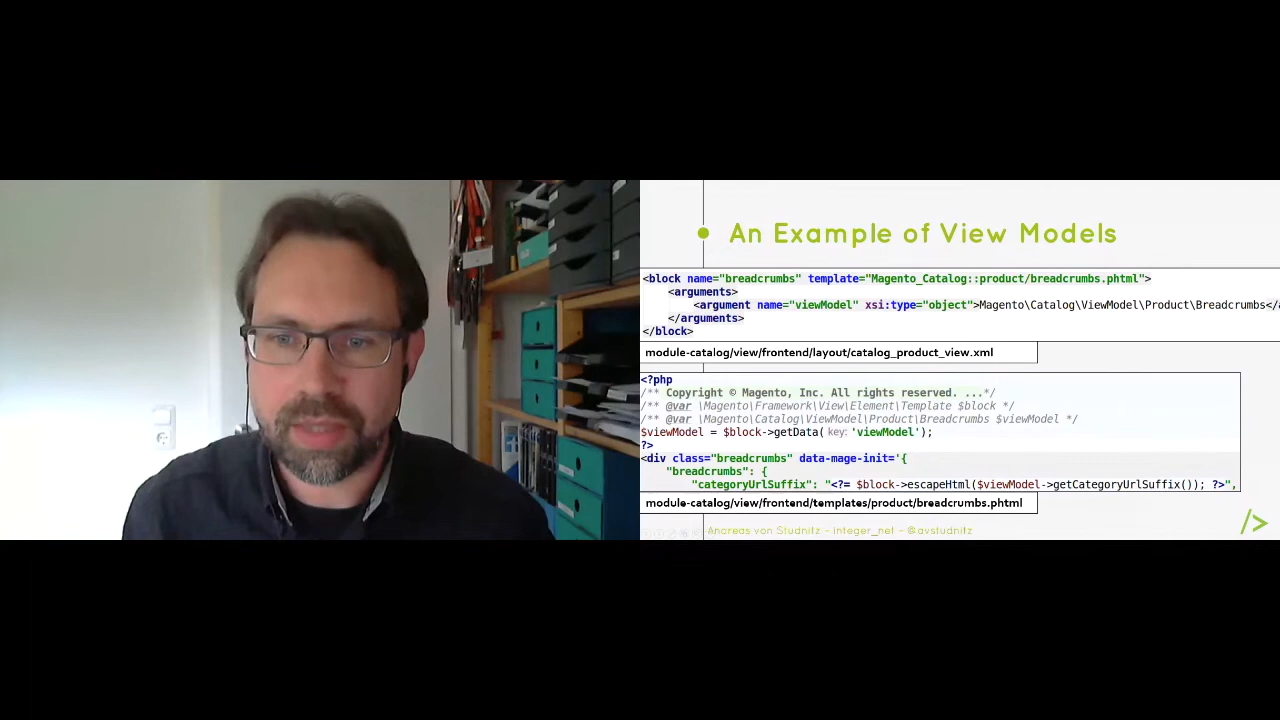 An Example of View Models
<block name="breadcrumbs" template="Magento_Catalog::product/breadcrumbs.phtml">
<arguments>
<argument name="viewModel" xsi:type="object">Magento\Catalog\ViewModel\Product\Breadcrumbs</a
</arguments>
</block>
module-catalog/view/frontend/layout/catalog_product_view.xml
<?php
/** Copyright © Magento, Inc. All rights reserved. ...*/
/** @var \Magento\Framework\View\Element\Template $block */
/** @var \Magento\Catalog\ViewModel\Product\Breadcrumbs $viewModel */
$viewModel = $block->getData( key: 'viewModel');
?>
<div class="breadcrumbs" data-mage-init='{
"breadcrumbs": {
"categoryUrlSuffix": "<?= $block->escapeHtml($viewModel->getCategoryUrlSuffix()); ?>",
module-catalog/view/frontend/templates/product/breadcrumbs.phtml
Andreas von Studnitz - integer_net - @avstudnitz
/>